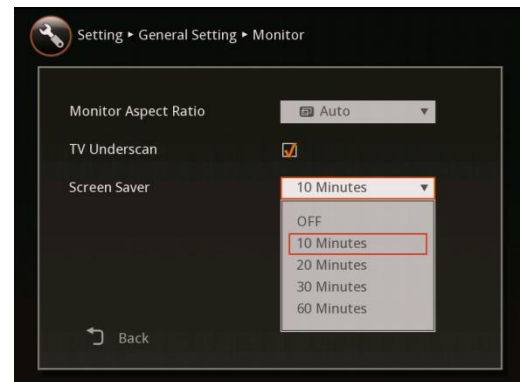 Setting ▸ General Setting ▸ Monitor
Monitor Aspect Ratio Auto
TV Underscan
Screen Saver 10 Minutes
OFF
10 Minutes
20 Minutes
30 Minutes
60 Minutes
Back